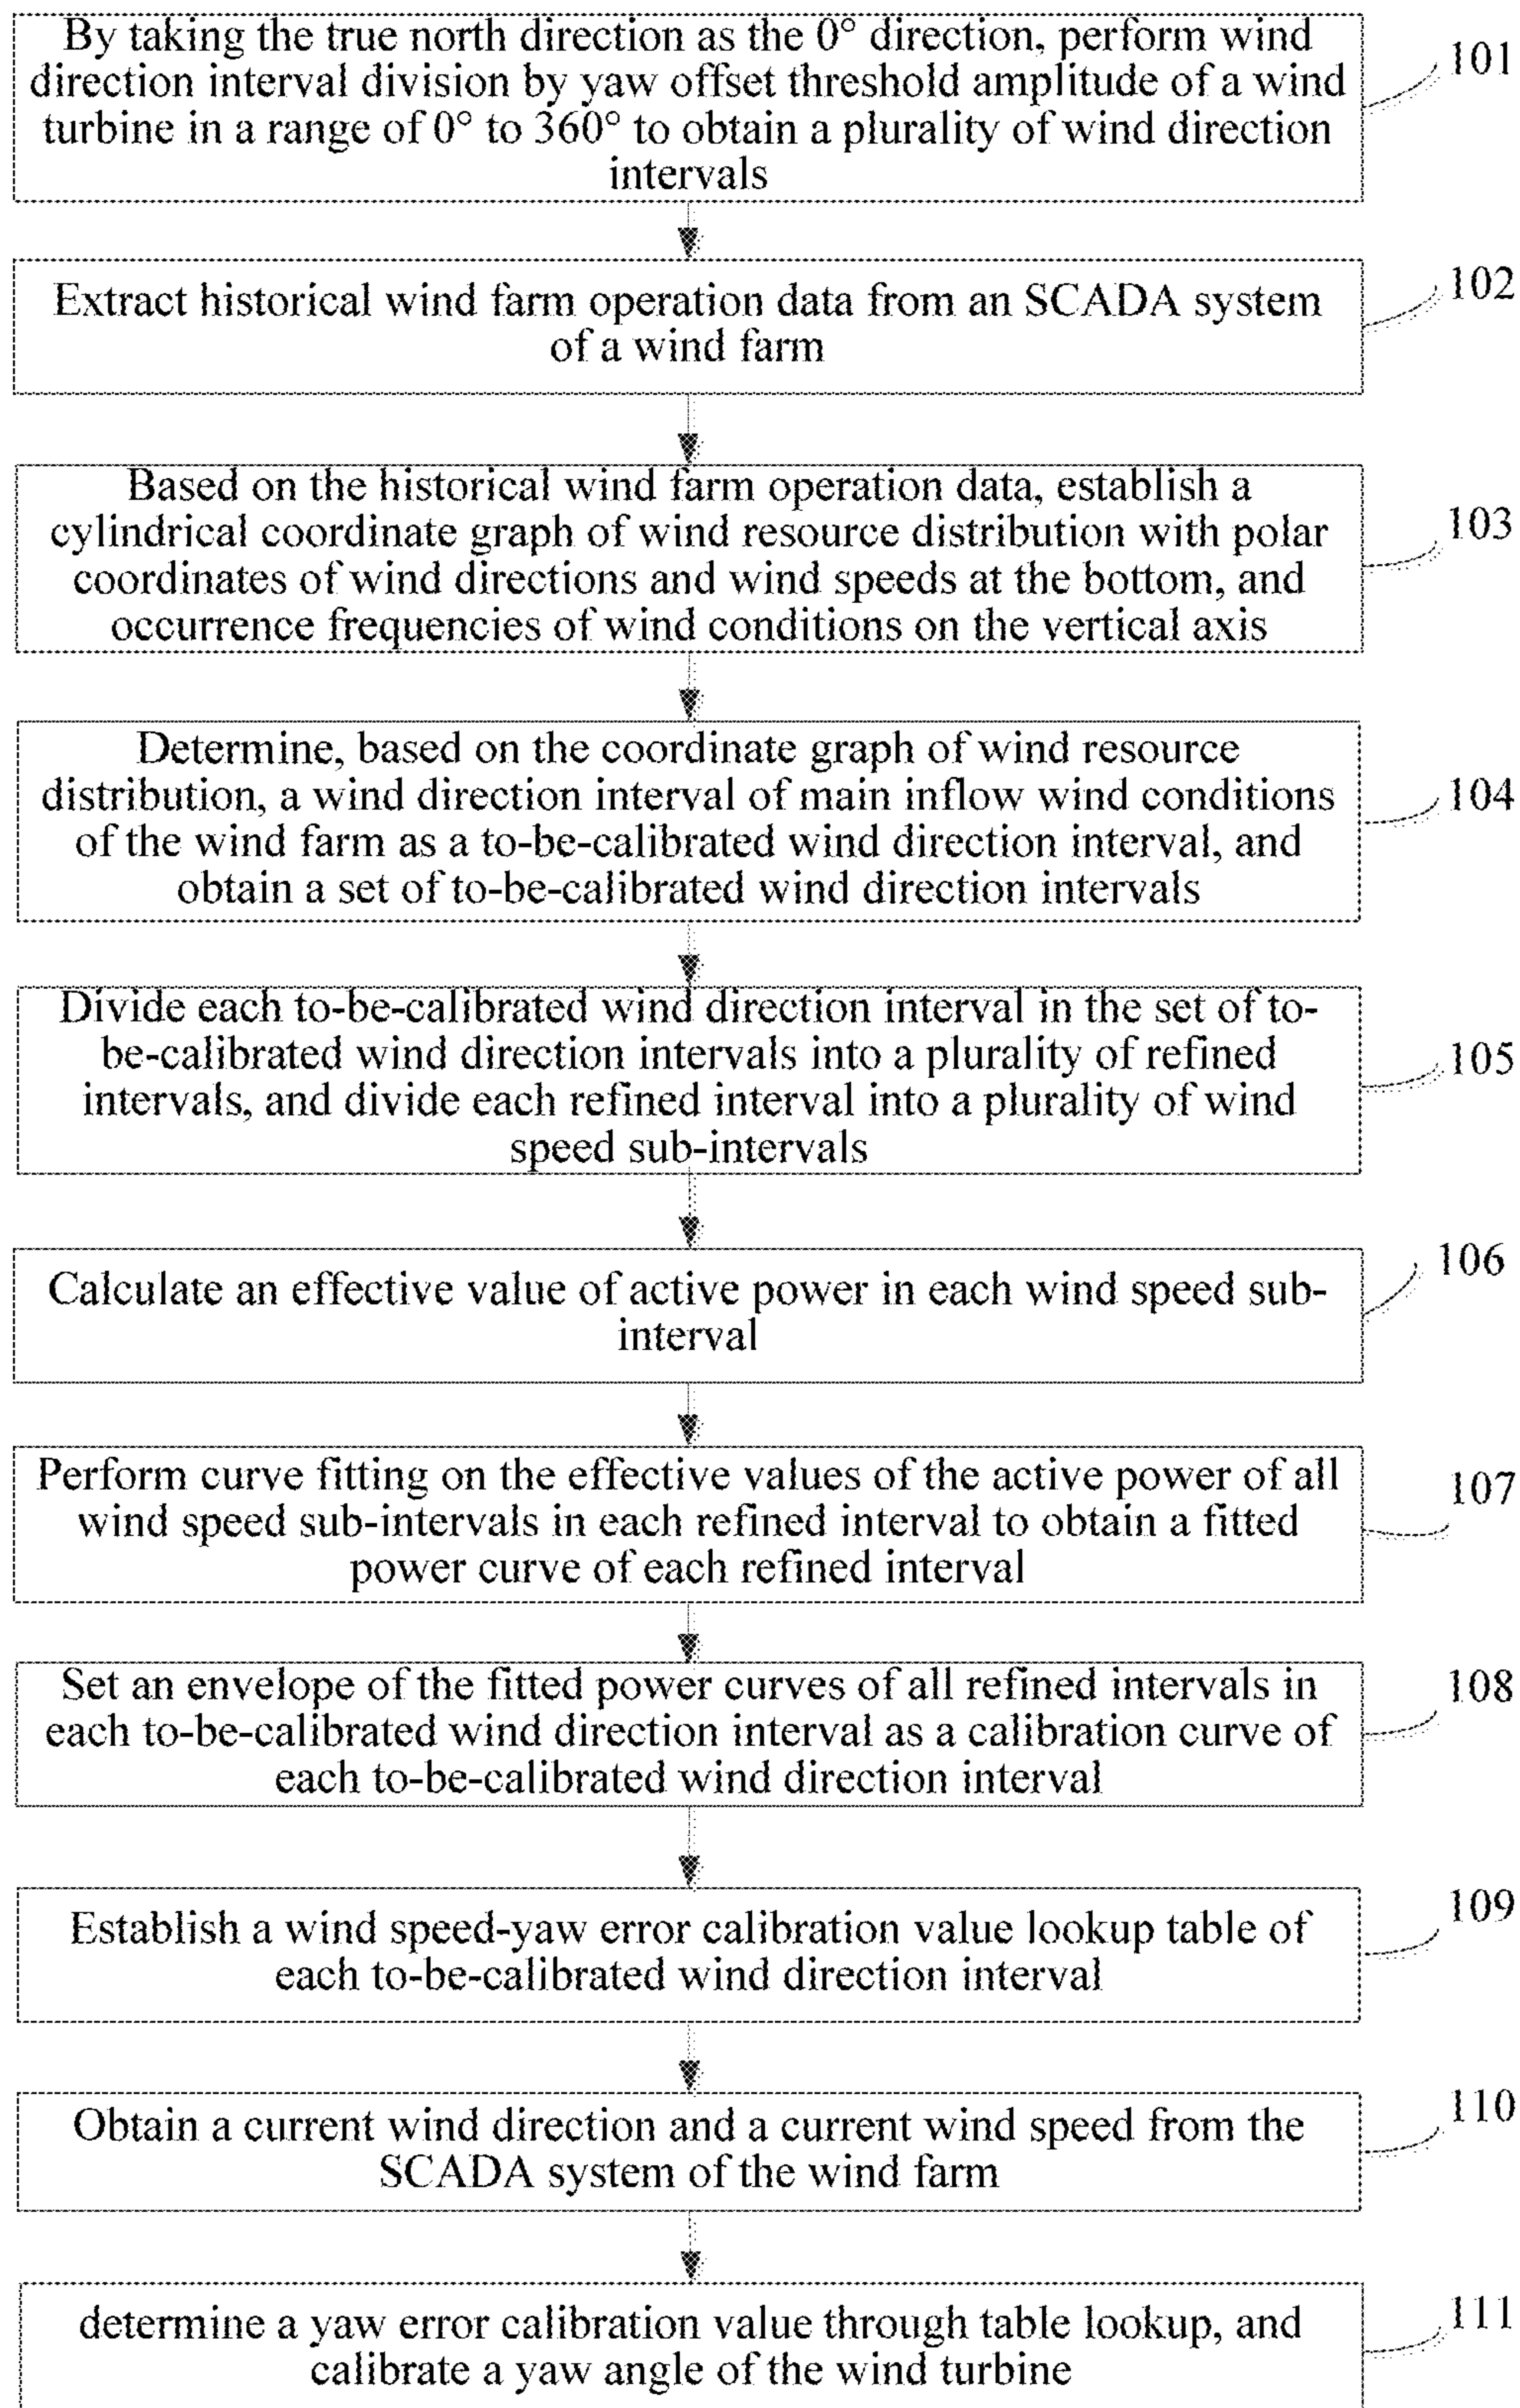 By taking the true north direction as the 0° direction, perform wind
direction interval division by yaw offset threshold amplitude of a wind
turbine in a range of 0° to 360° to obtain a plurality of wind direction
intervals
101
Extract historical wind farm operation data from an SCADA system
of a wind farm
102
Based on the historical wind farm operation data, establish a
cylindrical coordinate graph of wind resource distribution with polar
coordinates of wind directions and wind speeds at the bottom, and
occurrence frequencies of wind conditions on the vertical axis
103
Determine, based on the coordinate graph of wind resource
distribution, a wind direction interval of main inflow wind conditions
of the wind farm as a to-be-calibrated wind direction interval, and
obtain a set of to-be-calibrated wind direction intervals
104
Divide each to-be-calibrated wind direction interval in the set of to-
be-calibrated wind direction intervals into a plurality of refined
intervals, and divide each refined interval into a plurality of wind
speed sub-intervals
105
Calculate an effective value of active power in each wind speed sub-
interval
106
Perform curve fitting on the effective values of the active power of all
wind speed sub-intervals in each refined interval to obtain a fitted
power curve of each refined interval
107
Set an envelope of the fitted power curves of all refined intervals in
each to-be-calibrated wind direction interval as a calibration curve of
each to-be-calibrated wind direction interval
108
Establish a wind speed-yaw error calibration value lookup table of
each to-be-calibrated wind direction interval
109
Obtain a current wind direction and a current wind speed from the
SCADA system of the wind farm
110
determine a yaw error calibration value through table lookup, and
calibrate a yaw angle of the wind turbine
111